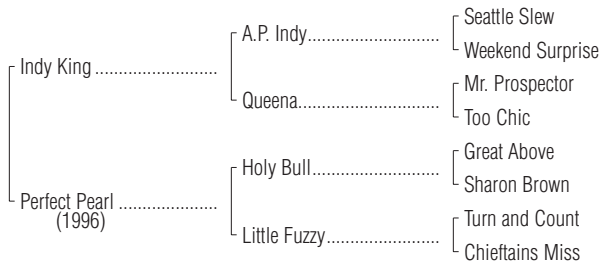 Seattle Slew
A.P. Indy..............................
Weekend Surprise
Indy King ...........................
Mr. Prospector
Queena................................
Too Chic
Great Above
Holy Bull.............................
Sharon Brown
Perfect Pearl ......................
(1996)
Turn and Count
Little Fuzzy.........................
Chieftains Miss